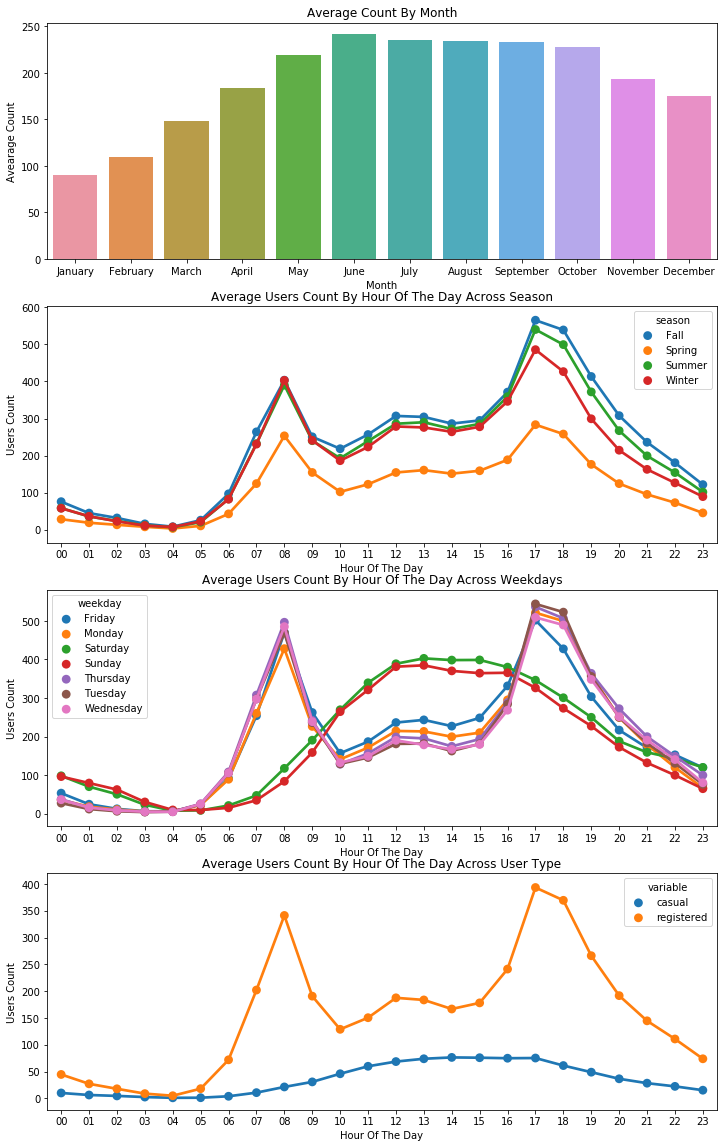 Average Count By Month
250
200
150
100
50
0
Avearage Count
January February March April May June July August September October November December
Month
Average Users Count By Hour Of The Day Across Season
600
500
400
300
200
100
0
Users Count
season
Fall
Spring
Summer
Winter
00 01 02 03 04 05 06 07 08 09 10 11 12 13 14 15 16 17 18 19 20 21 22 23
Hour Of The Day
Average Users Count By Hour Of The Day Across Weekdays
500
400
300
200
100
0
Users Count
weekday
Friday
Monday
Saturday
Sunday
Thursday
Tuesday
Wednesday
00 01 02 03 04 05 06 07 08 09 10 11 12 13 14 15 16 17 18 19 20 21 22 23
Hour Of The Day
Average Users Count By Hour Of The Day Across User Type
400
350
300
250
200
150
100
50
0
Users Count
variable
casual
registered
00 01 02 03 04 05 06 07 08 09 10 11 12 13 14 15 16 17 18 19 20 21 22 23
Hour Of The Day